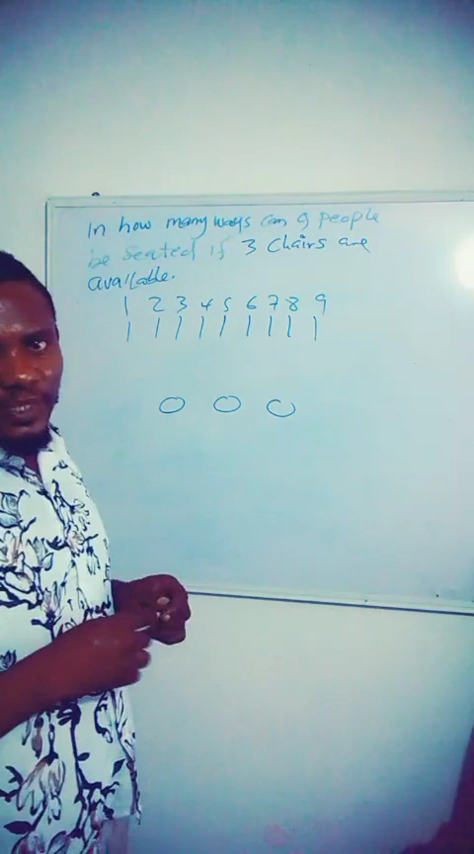 In how many ways can 9 people
be seated if 3 chairs are
available.
1 2 3 4 5 6 7 8 9